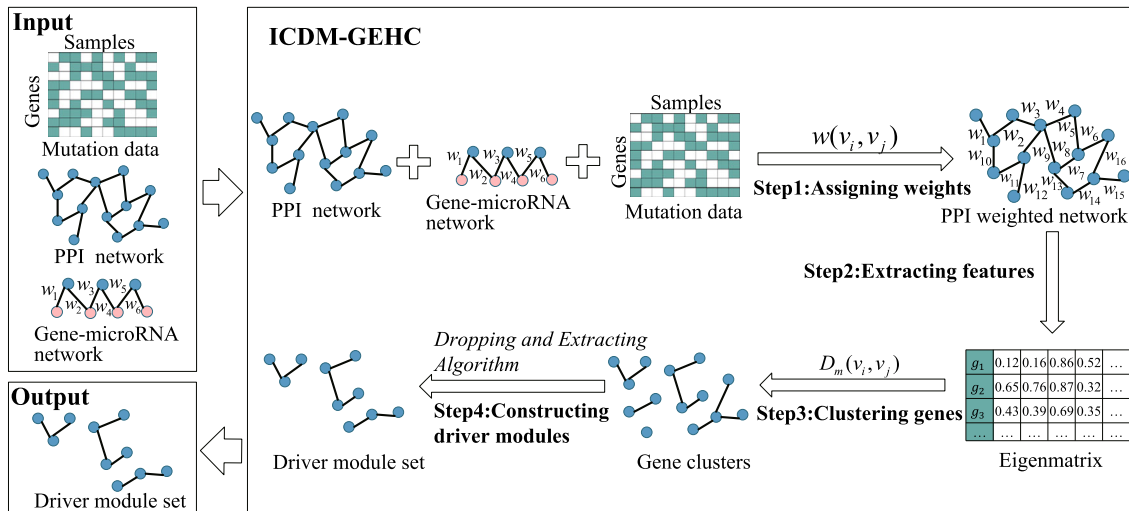 Input
Samples
Genes
Mutation data
PPI network
w1 w2 w3 w4 w5 w6
Gene-microRNA
network
Output
Driver module set
ICDM-GEHC
PPI network
w1 w2 w3 w4 w5 w6
Gene-microRNA
network
Samples
Genes
Mutation data
w(vi,vj)
Step1:Assigning weights
w1 w2 w3 w4 w5 w6 w7 w8 w9 w10 w11 w12 w13 w14 w15 w16
PPI weighted network
Step2:Extracting features
g1 0.12 0.16 0.86 0.52 ...
g2 0.65 0.76 0.87 0.32 ...
g3 0.43 0.39 0.69 0.35 ...
... ... ... ... ... ...
Eigenmatrix
Dm(vi,vj)
Step3:Clustering genes
Gene clusters
Dropping and Extracting
Algorithm
Step4:Constructing
driver modules
Driver module set